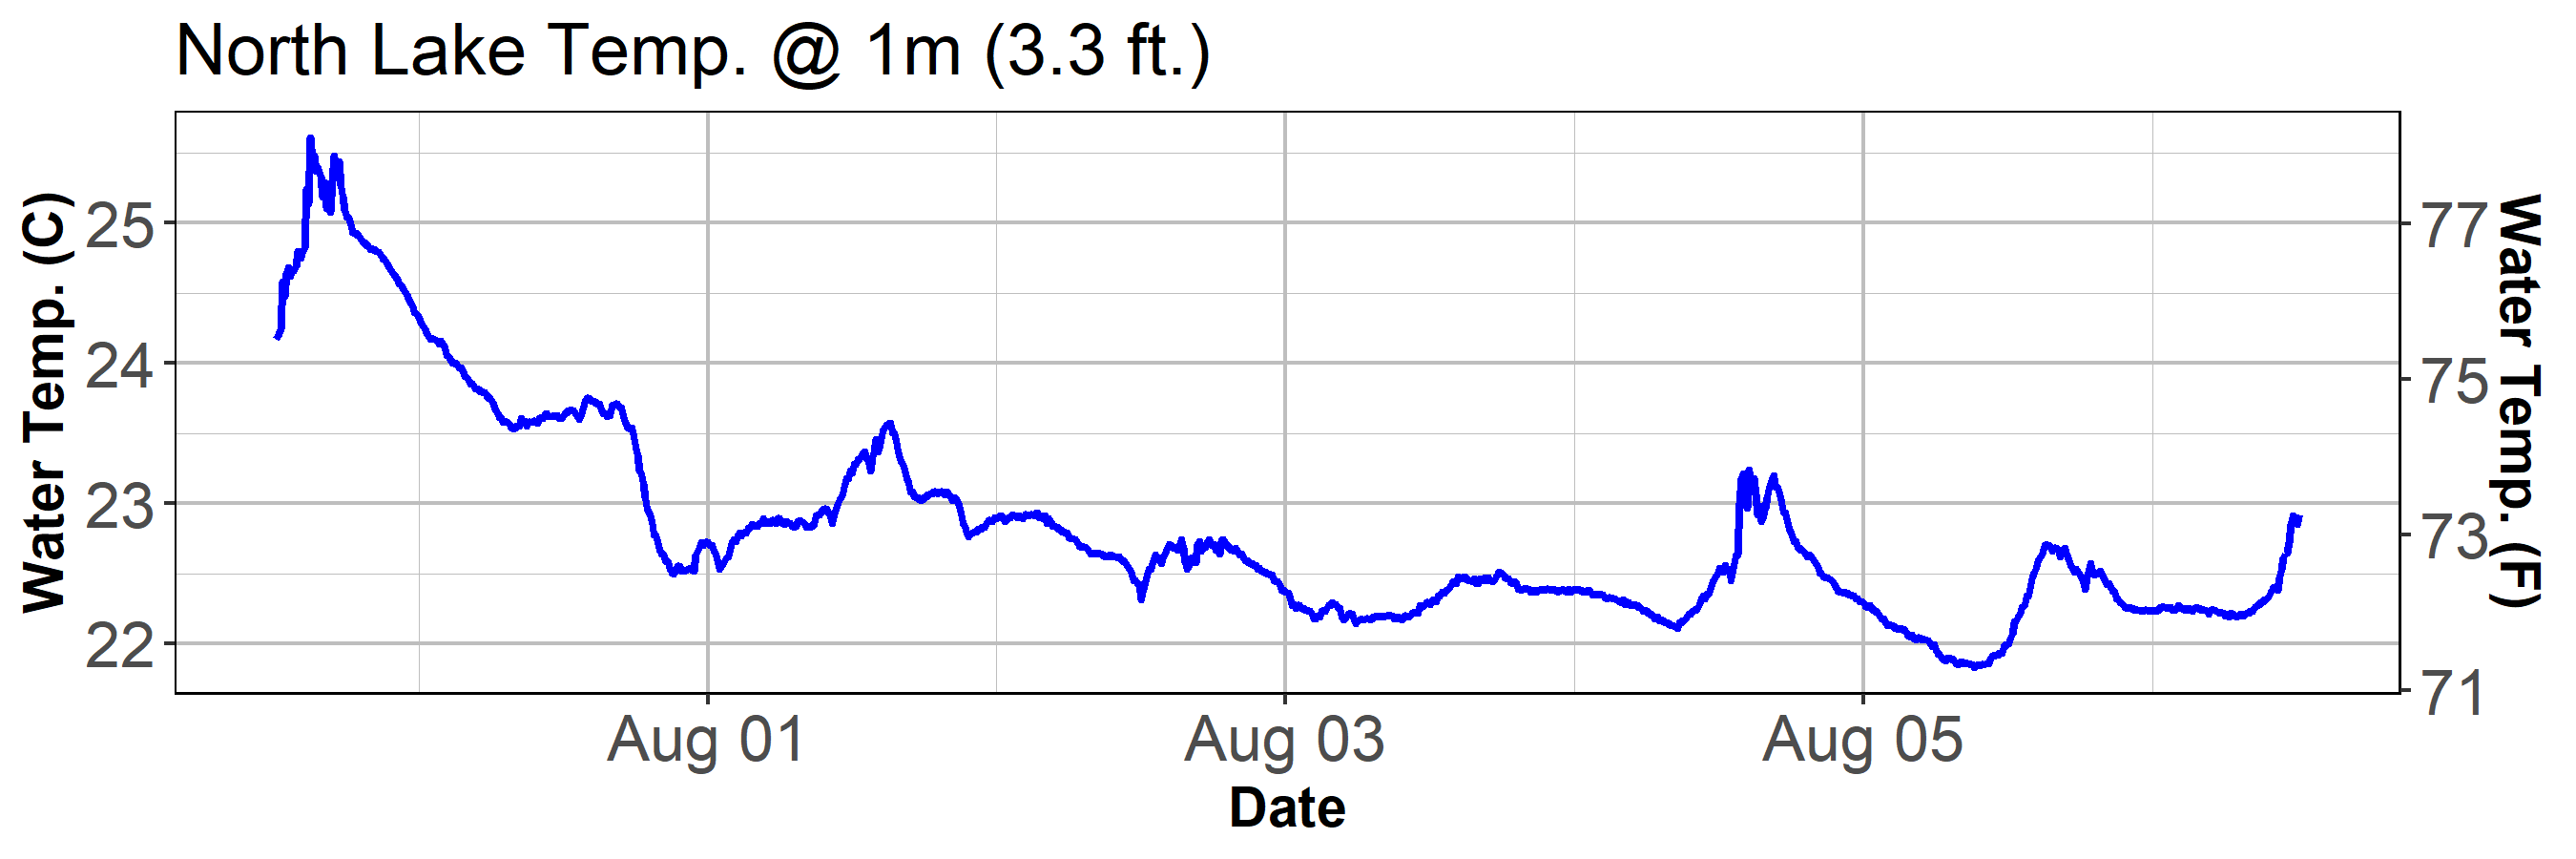 North Lake Temp. @ 1m (3.3 ft.)
Water Temp. (C)
25
24
23
22
77
75
73
71
Water Temp. (F)
Aug 01
Aug 03
Aug 05
Date